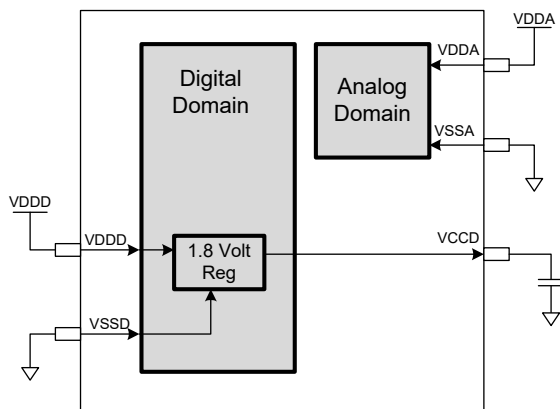 VDDA
VDDA
Digital
Domain
Analog
Domain
VSSA
VDDD
VDDD
1.8 Volt
Reg
VCCD
VSSD